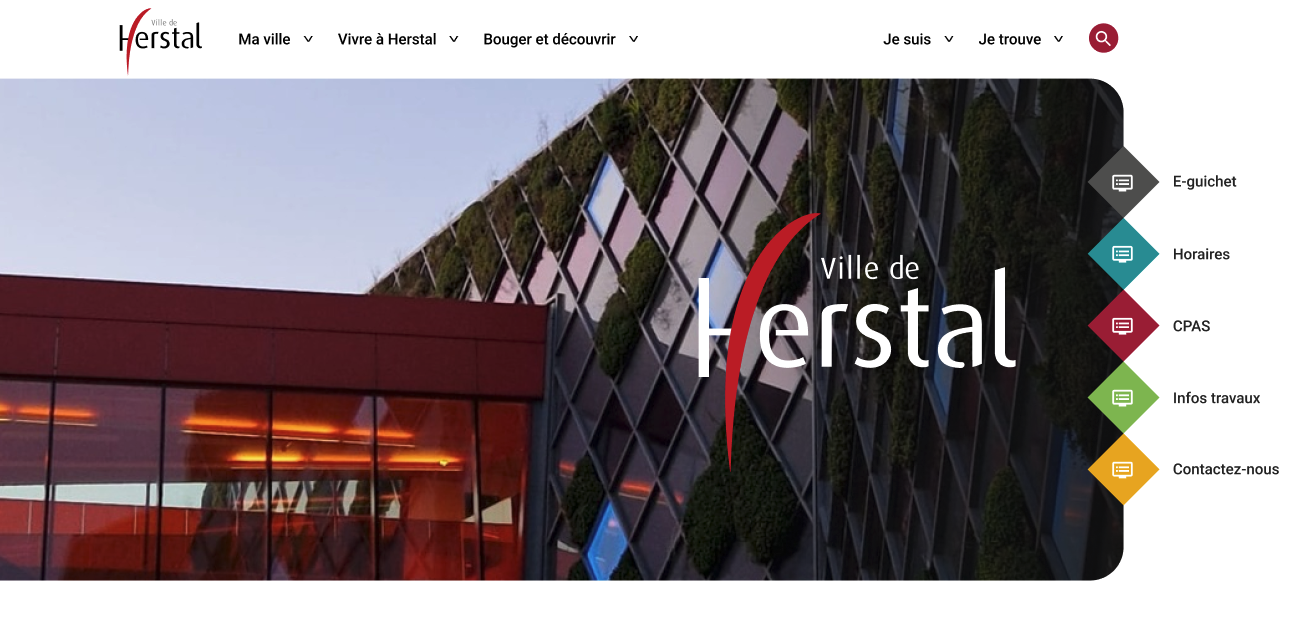 Ville de
Herstal
Ma ville
Vivre à Herstal
Bouger et découvrir
Je suis
Je trouve
E-guichet
Ville de
Herstal
Horaires
CPAS
Infos travaux
Contactez-nous